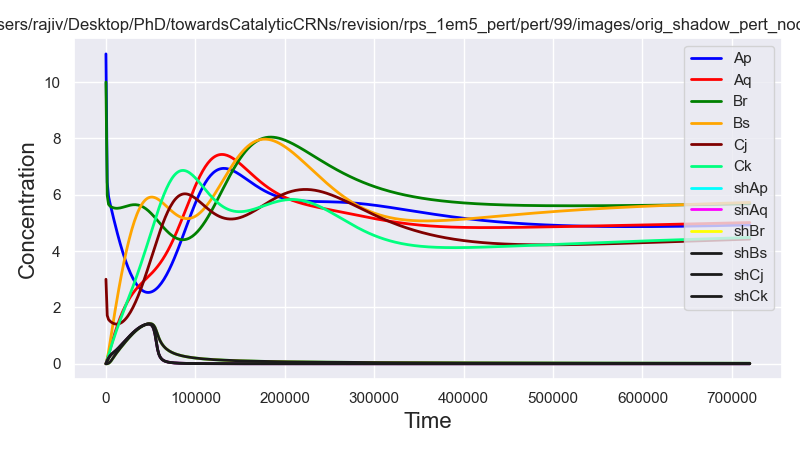 sers/rajiv/Desktop/PhD/towardsCatalyticCRNs/revision/rps_1em5_pert/pert/99/images/orig_shadow_pert_noc
Concentration
10
8
6
4
2
0
0
100000
200000
300000
400000
500000
600000
700000
Time
Ap
Aq
Br
Bs
Cj
Ck
shAp
shAq
shBr
shBs
shCj
shCk